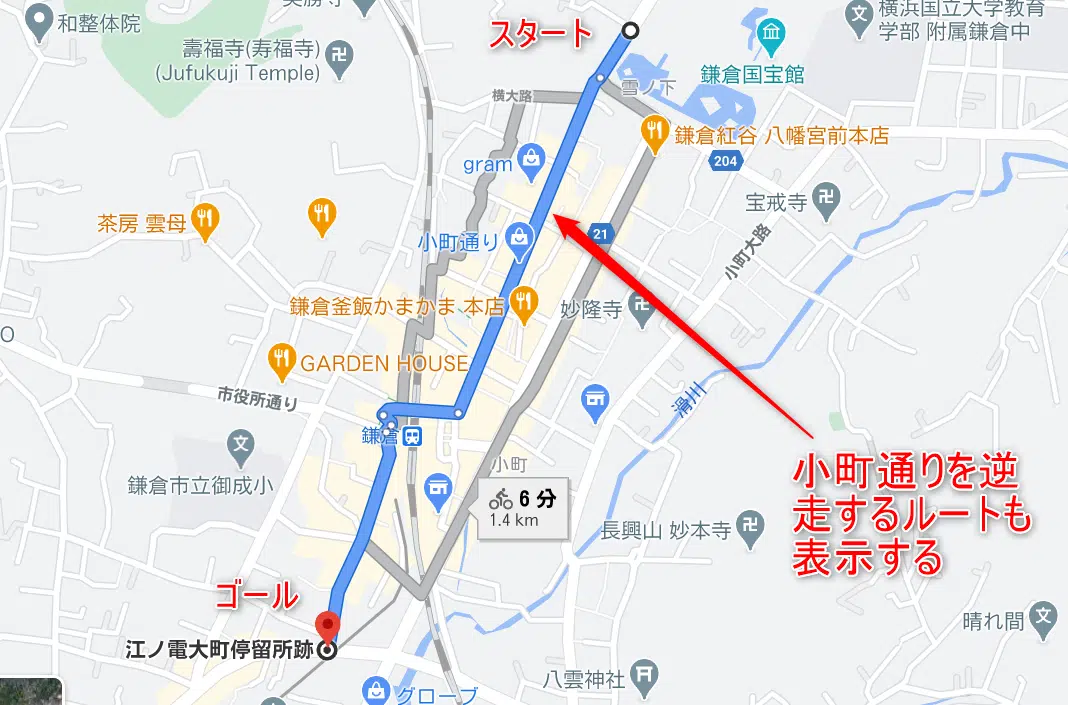 和整体院
スタート
横浜国立大学教育
学部 附属鎌倉中
壽福寺(寿福寺)
(Jufukuji Temple)
鎌倉国宝館
雪ノ下
横大路
鎌倉紅谷 八幡宮前本店
204
gram
宝戒寺
茶房 雲母
小町通り
21
小町大路
鎌倉釜飯かまかま 本店
妙隆寺
GARDEN HOUSE
市役所通り
滑川
鎌倉
小町
小町通りを逆
走するルートも
表示する
鎌倉市立御成小
6 分
1.4 km
長興山 妙本寺
ゴール
晴れ間
江ノ電大町停留所跡
八雲神社
グローブ